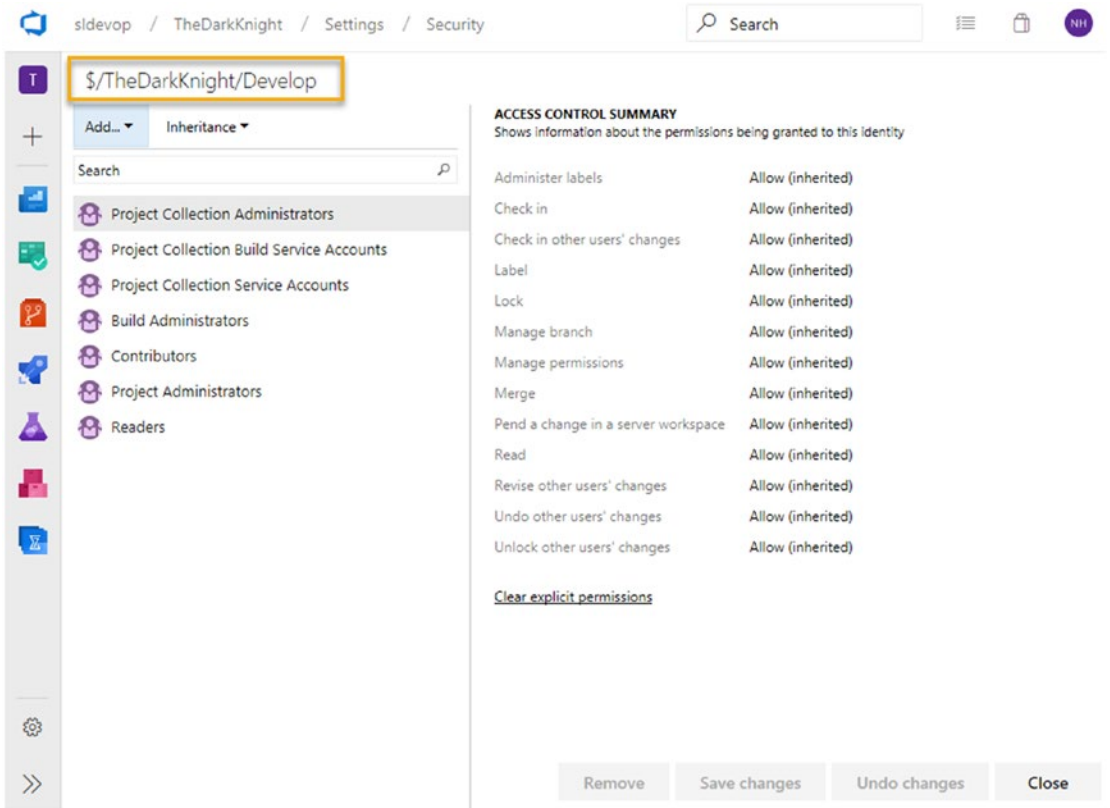 sldevop / TheDarkKnight / Settings / Security
Search
NH
T
$/TheDarkKnight/Develop
Add...
Inheritance
Search
Project Collection Administrators
Project Collection Build Service Accounts
Project Collection Service Accounts
Build Administrators
Contributors
Project Administrators
Readers
ACCESS CONTROL SUMMARY
Shows information about the permissions being granted to this identity
Administer labels Allow (inherited)
Check in Allow (inherited)
Check in other users' changes Allow (inherited)
Label Allow (inherited)
Lock Allow (inherited)
Manage branch Allow (inherited)
Manage permissions Allow (inherited)
Merge Allow (inherited)
Pend a change in a server workspace Allow (inherited)
Read Allow (inherited)
Revise other users' changes Allow (inherited)
Undo other users' changes Allow (inherited)
Unlock other users' changes Allow (inherited)
Clear explicit permissions
Remove
Save changes
Undo changes
Close